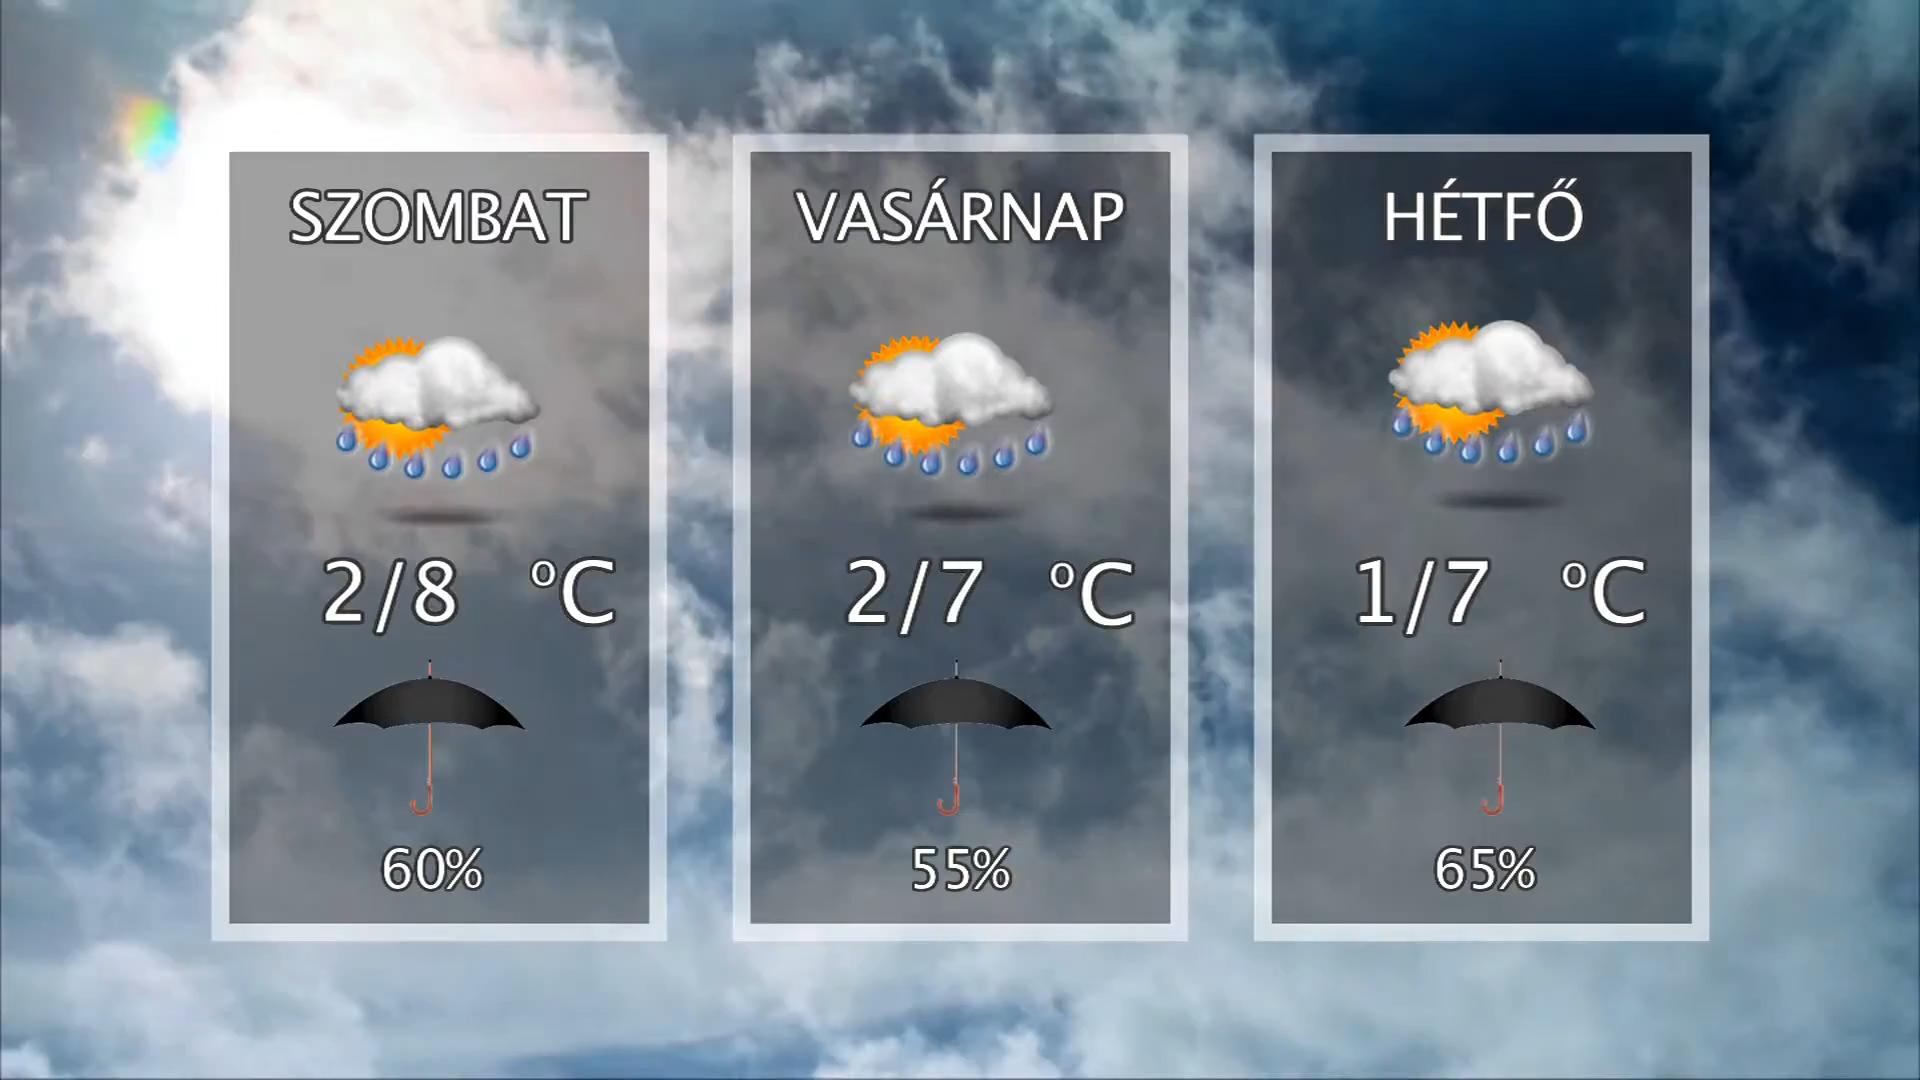 SZOMBAT
2/8 °C
60%
VASÁRNAP
2/7 °C
55%
HÉTFŐ
1/7 °C
65%